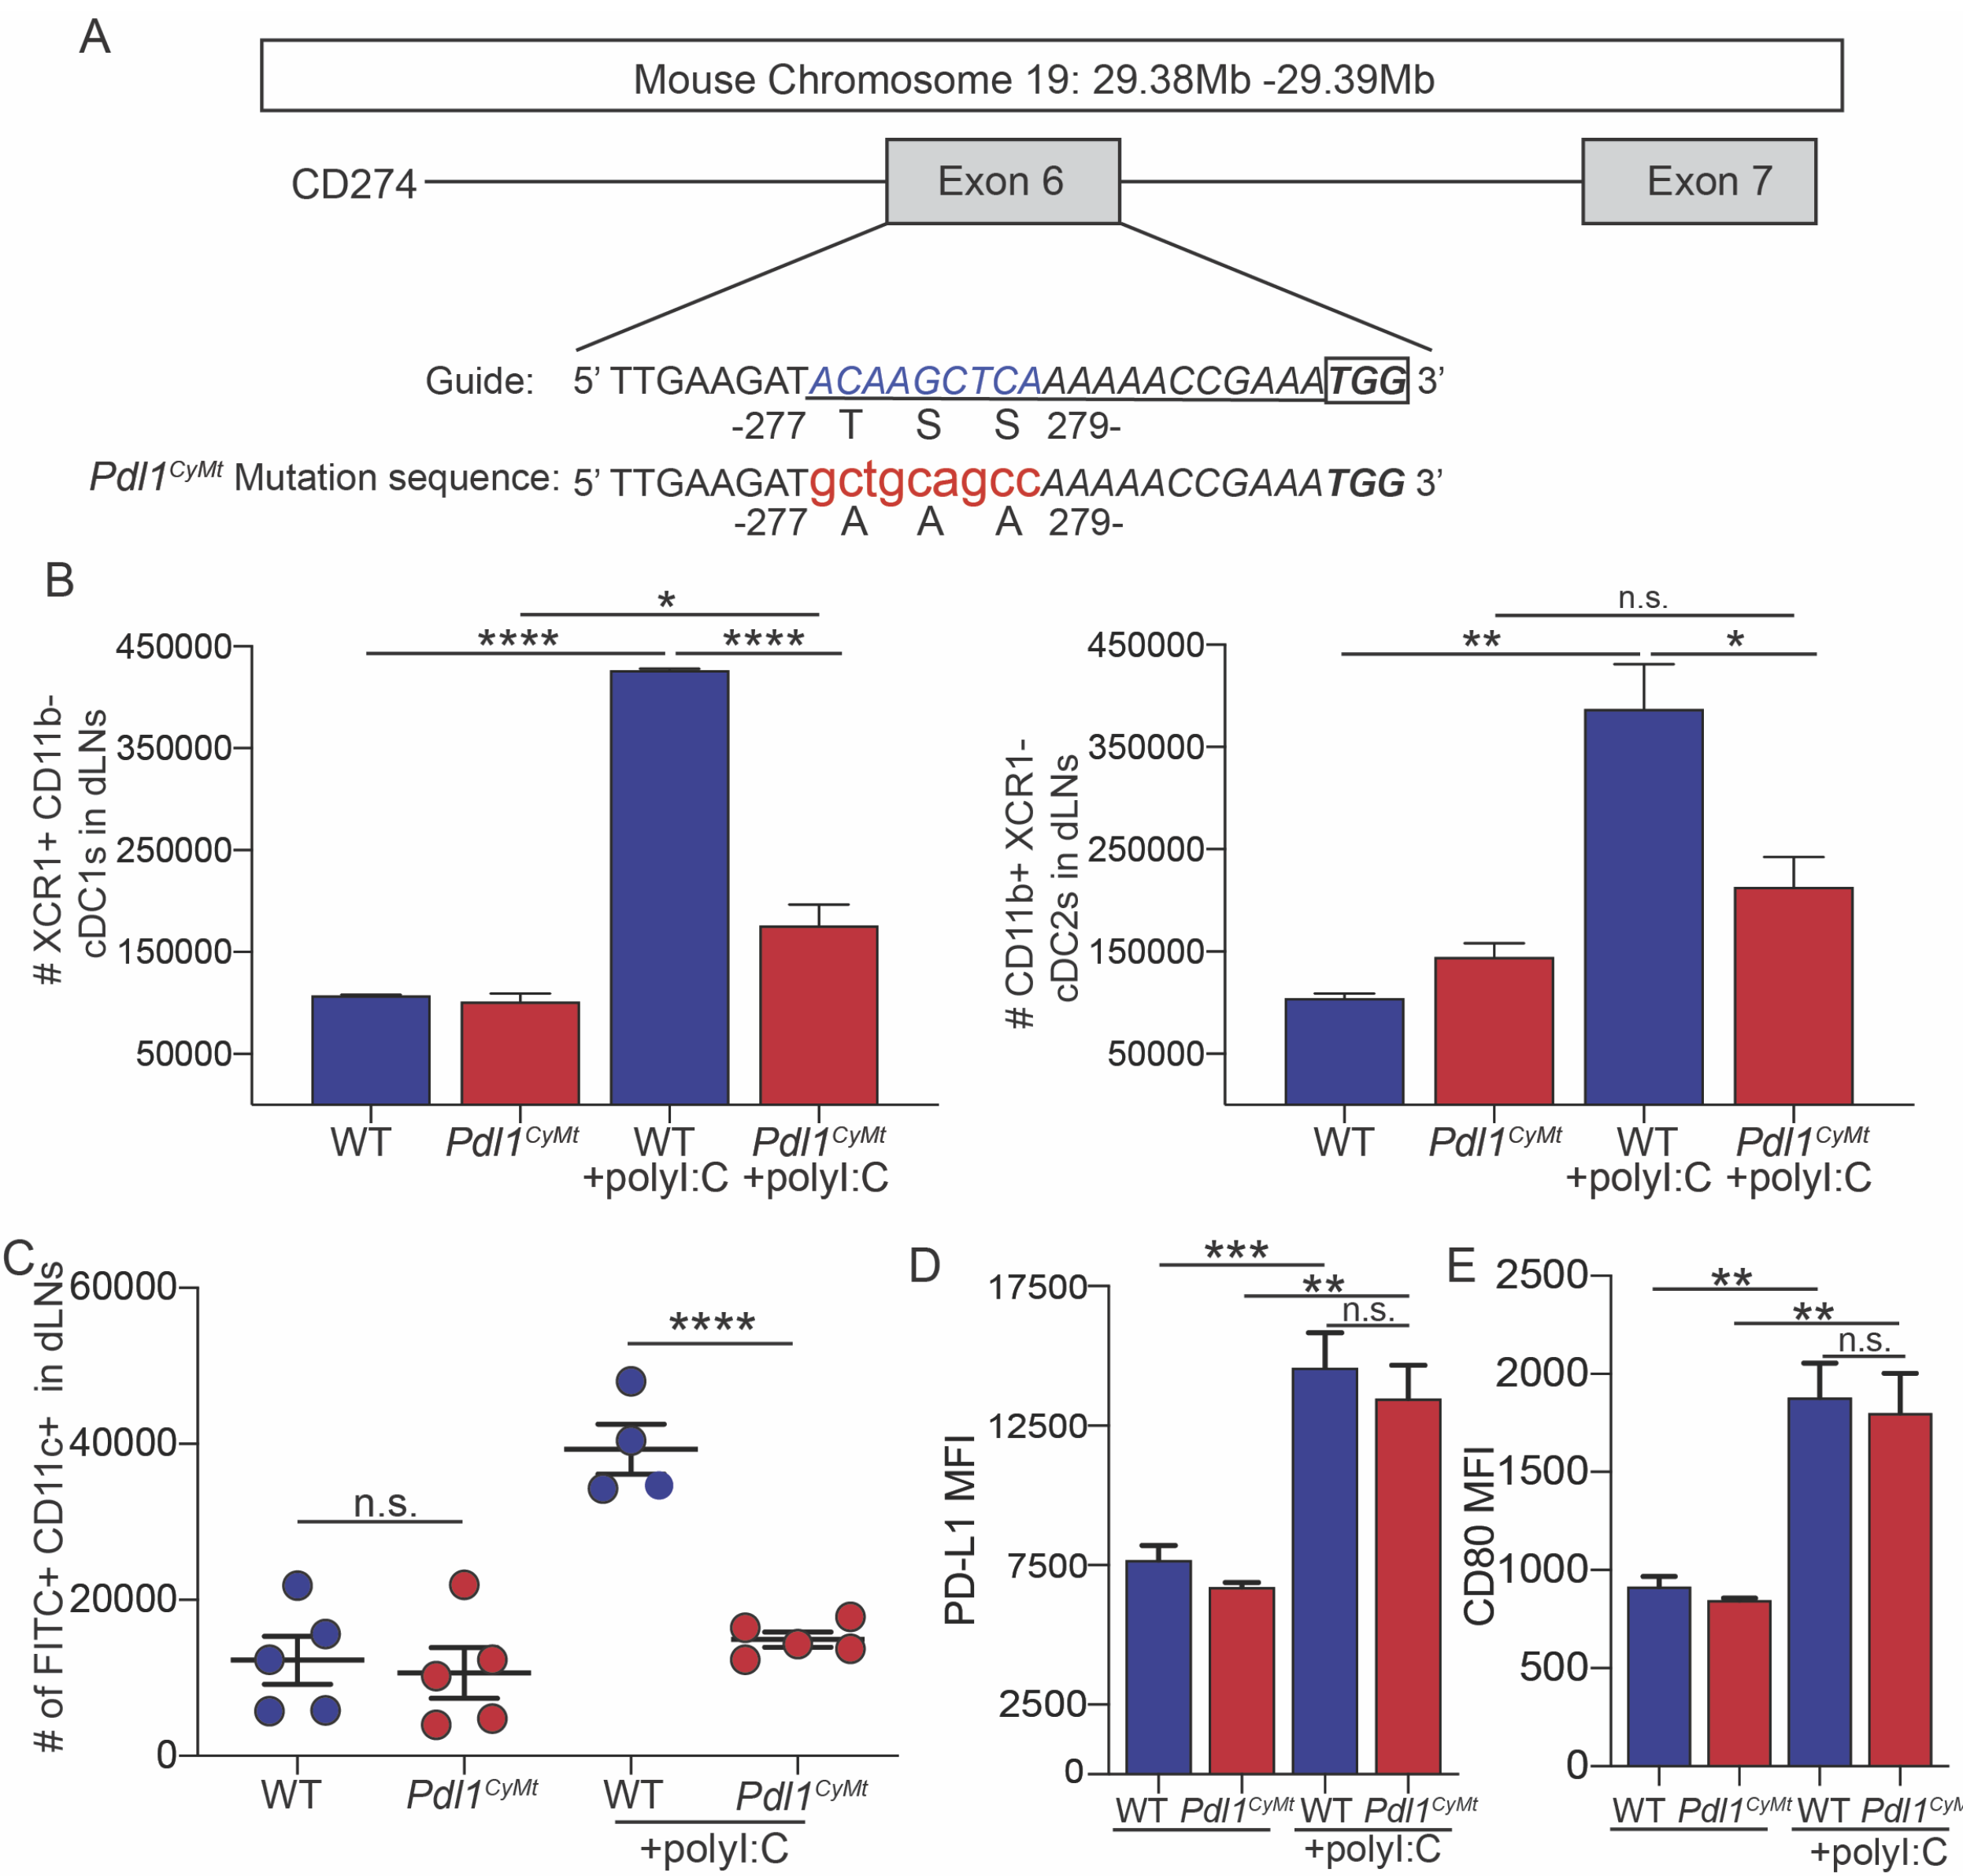 A
Mouse Chromosome 19: 29.38Mb -29.39Mb
CD274
Exon 6
Exon 7
Guide: 5’ TTGAAGATACAAGCTCAAAAAACCGAAATGG 3’
-277 T S S 279-
Pdl1CyMt Mutation sequence: 5’ TTGAAGATgctgcagccAAAAACCGAAATGG 3’
-277 A A A 279-
B
# XCR1+ CD11b-
cDC1s in dLNs
450000
350000
250000
150000
50000
*
**** ****
WT Pdl1CyMt WT Pdl1CyMt
+polyI:C +polyI:C
# CD11b+ XCR1-
cDC2s in dLNs
450000
350000
250000
150000
50000
n.s.
** *
WT Pdl1CyMt WT Pdl1CyMt
+polyI:C +polyI:C
C
# of FITC+ CD11c+ in dLNs
60000
40000
20000
0
n.s.
****
WT Pdl1CyMt WT Pdl1CyMt
+polyI:C
D
PD-L1 MFI
17500
12500
7500
2500
0
***
**
n.s.
WT Pdl1CyMt WT Pdl1CyMt
+polyI:C
E
CD80 MFI
2500
2000
1500
1000
500
0
**
**
n.s.
WT Pdl1CyMt WT Pdl1CyM
+polyI:C